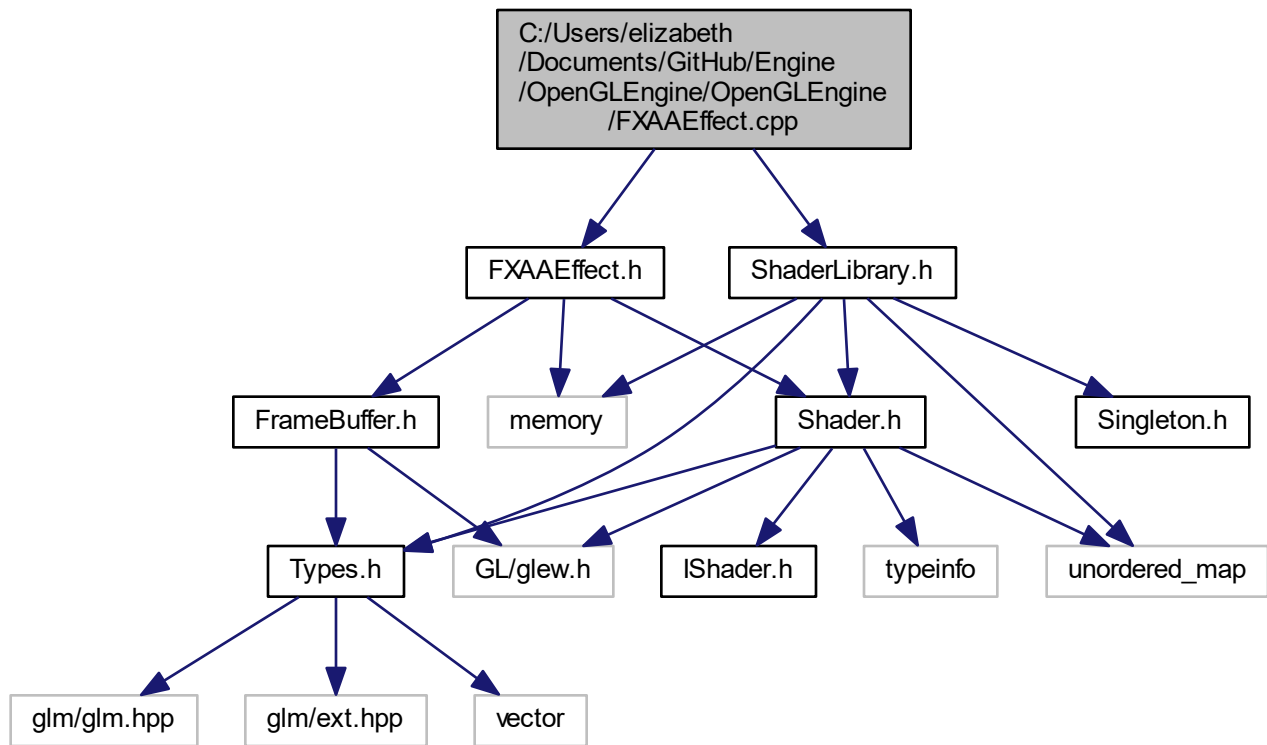 C:/Users/elizabeth
/Documents/GitHub/Engine
/OpenGLEngine/OpenGLEngine
/FXAAEffect.cpp
FXAAEffect.h
ShaderLibrary.h
FrameBuffer.h
memory
Shader.h
Singleton.h
Types.h
GL/glew.h
IShader.h
typeinfo
unordered_map
glm/glm.hpp
glm/ext.hpp
vector